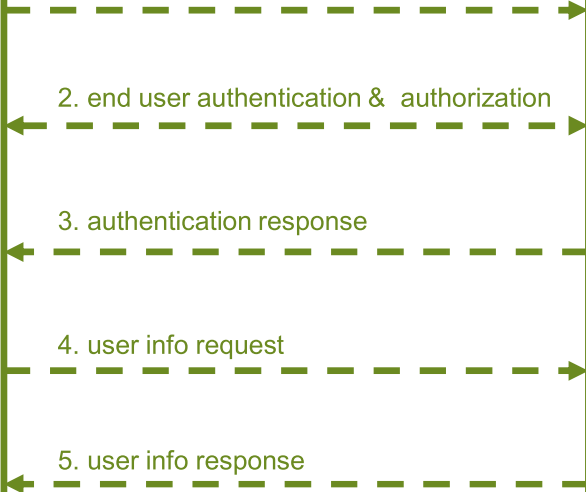 2. end user authentication & authorization
3. authentication response
4. user info request
5. user info response